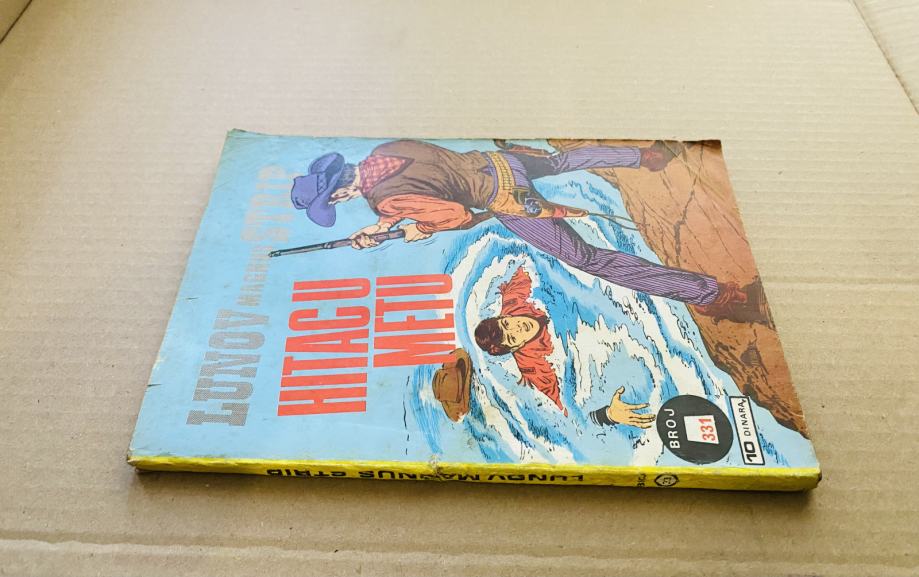 LUNOV MAGNUS STRIP
HITAC U
METU
BROJ
331
10 DINARA
LUNOV MAGNUS STRIP